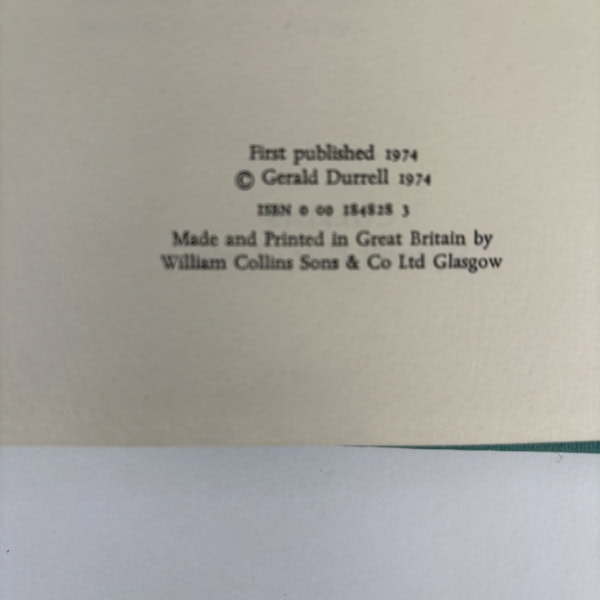 First published 1974
© Gerald Durrell 1974
ISBN 0 00 184828 3
Made and Printed in Great Britain by
William Collins Sons & Co Ltd Glasgow